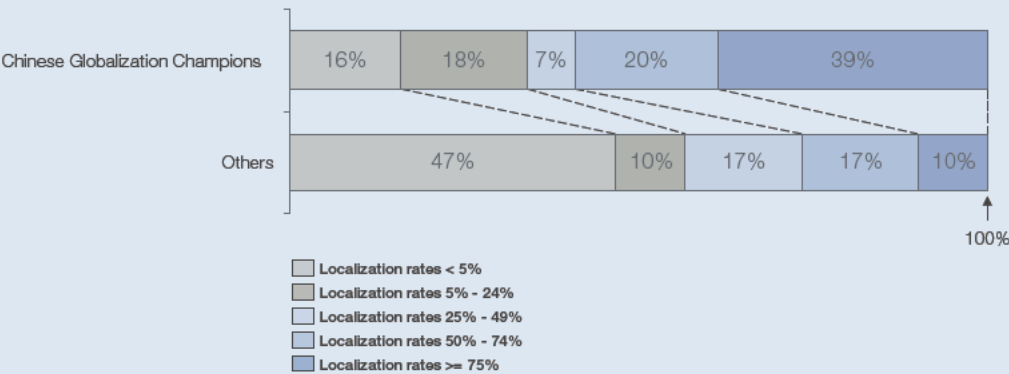 Chinese Globalization Champions
16%
18%
7%
20%
39%
Others
47%
10%
17%
17%
10%
100%
Localization rates < 5%
Localization rates 5% - 24%
Localization rates 25% - 49%
Localization rates 50% - 74%
Localization rates >= 75%